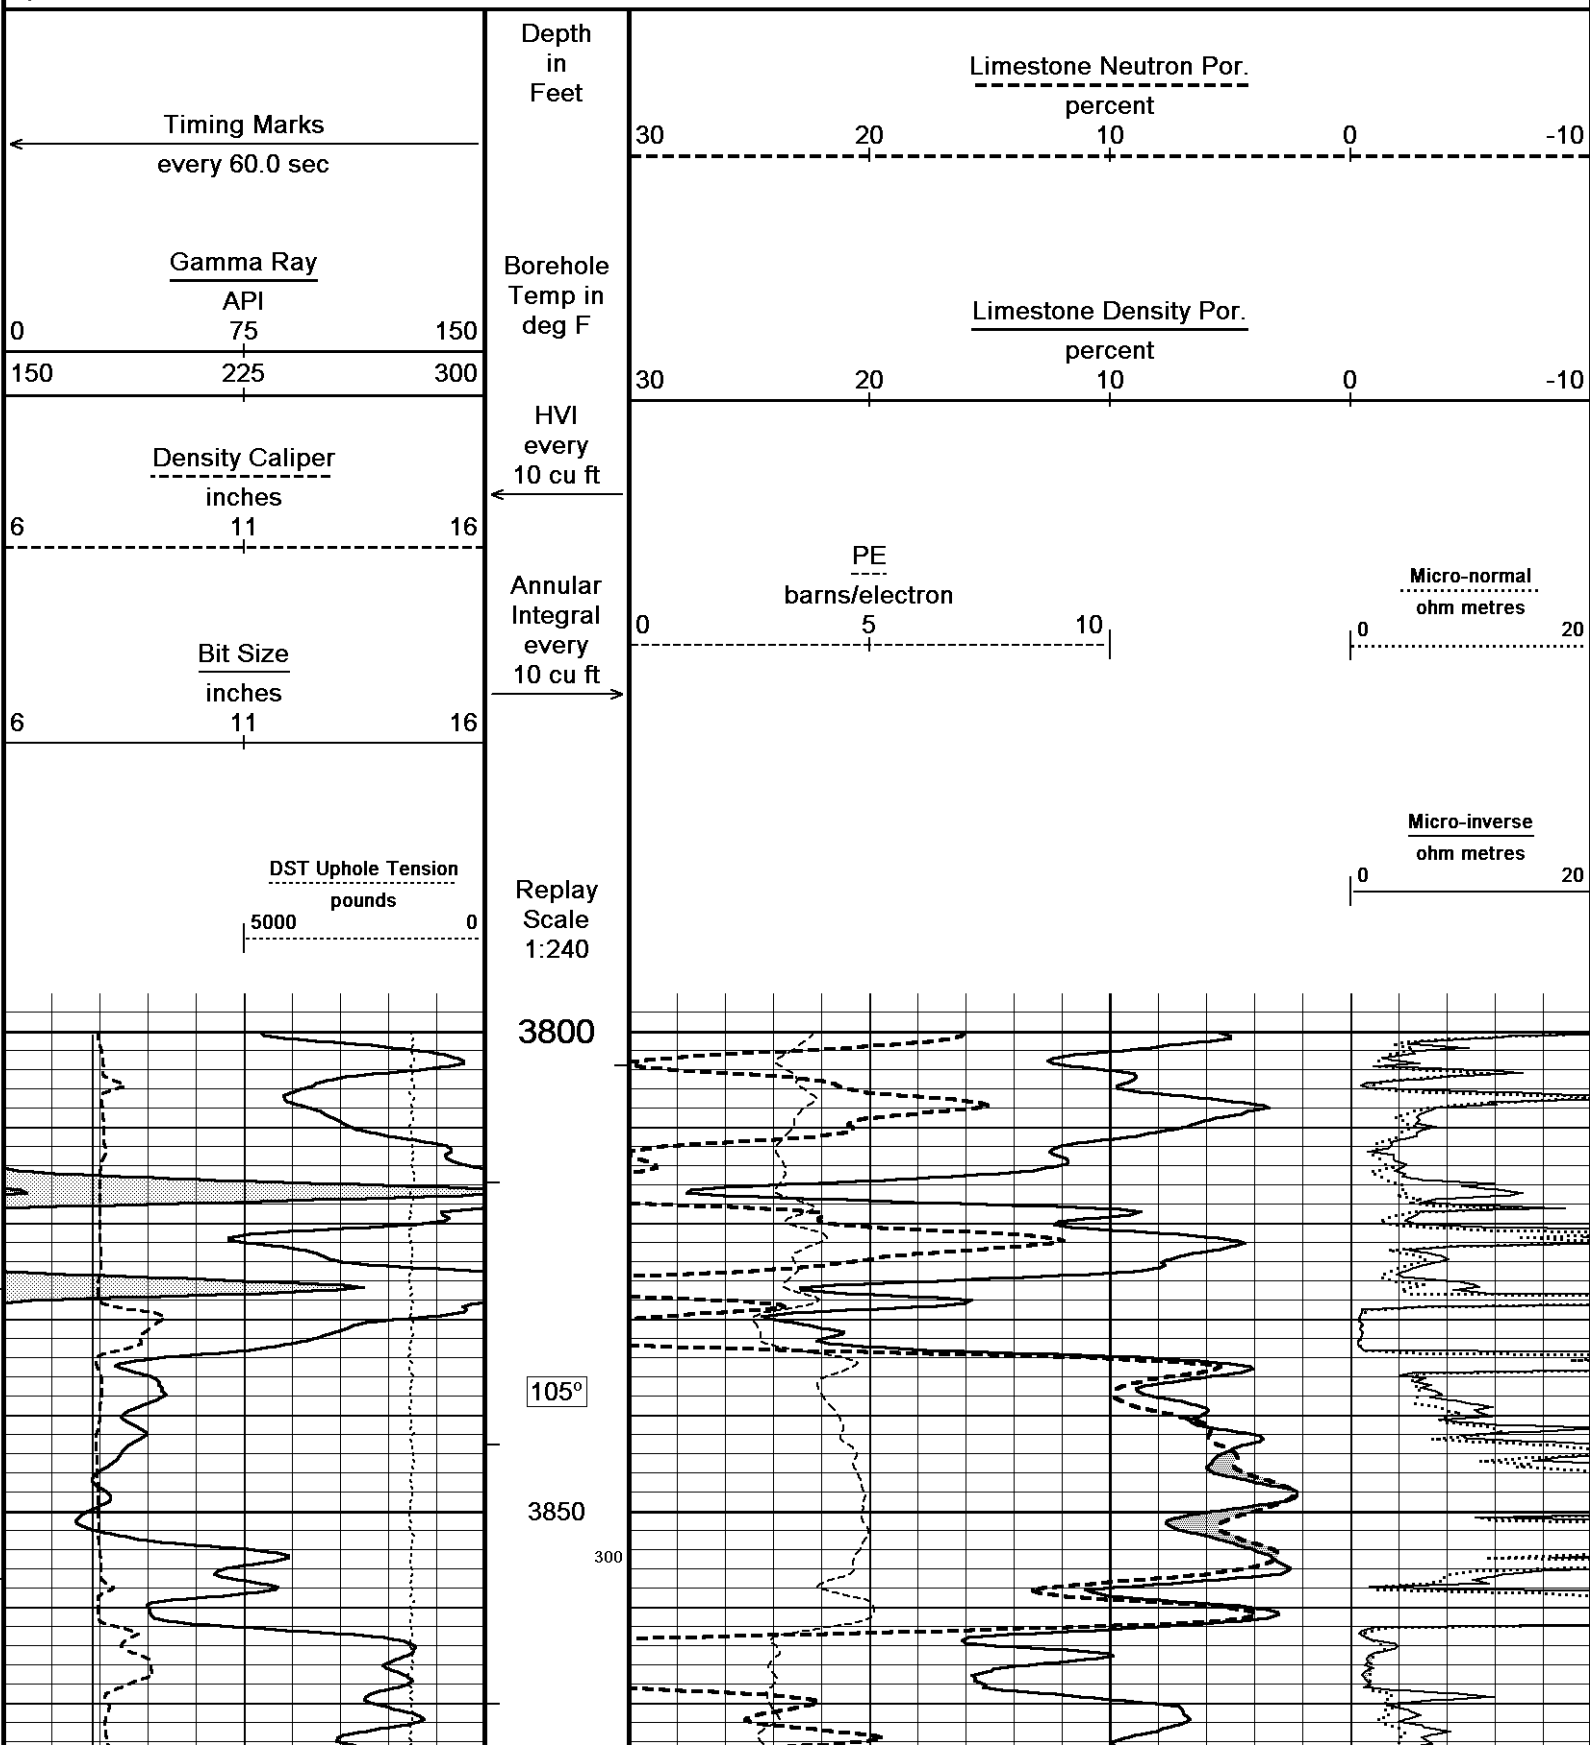 Timing Marks
every 60.0 sec
Gamma Ray
API
0 75 150
150 225 300
Density Caliper
inches
6 11 16
Bit Size
inches
6 11 16
DST Uphole Tension
pounds
5000 0
Depth
in
Feet
Borehole
Temp in
deg F
HVI
every
10 cu ft
Annular
Integral
every
10 cu ft
Replay
Scale
1:240
Limestone Neutron Por.
percent
30 20 10 0 -10
Limestone Density Por.
percent
30 20 10 0 -10
PE
barns/electron
0 5 10
Micro-normal
ohm metres
0 20
Micro-inverse
ohm metres
0 20
3800
105º
3850
300